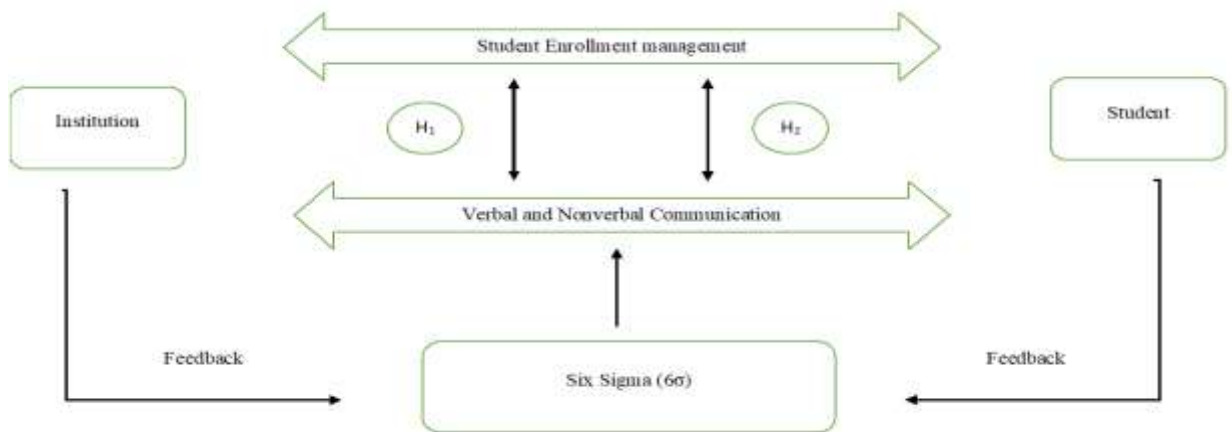 Student Enrollment management
Institution
Student
H₁
H₂
Verbal and Nonverbal Communication
Feedback
Feedback
Six Sigma (6σ)